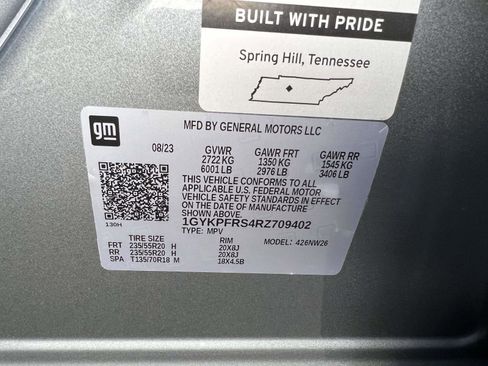 BUILT WITH PRIDE
Spring Hill, Tennessee
gm
MFD BY GENERAL MOTORS LLC
08/23 GVWR GAWR FRT GAWR RR
2722 KG 1350 KG 1545 KG
6001 LB 2976 LB 3406 LB
THIS VEHICLE CONFORMS TO ALL
APPLICABLE U.S. FEDERAL MOTOR
VEHICLE SAFETY STANDARDS IN EFFECT
ON THE DATE OF MANUFACTURE
SHOWN ABOVE.
130H 1GYKPFRS4RZ709402
TYPE: MPV MODEL: 426NW26
TIRE SIZE RIM
FRT 235/55R20 H 20X8J
RR 235/55R20 H 20X8J
SPA T135/70R18 M 18X4.5B